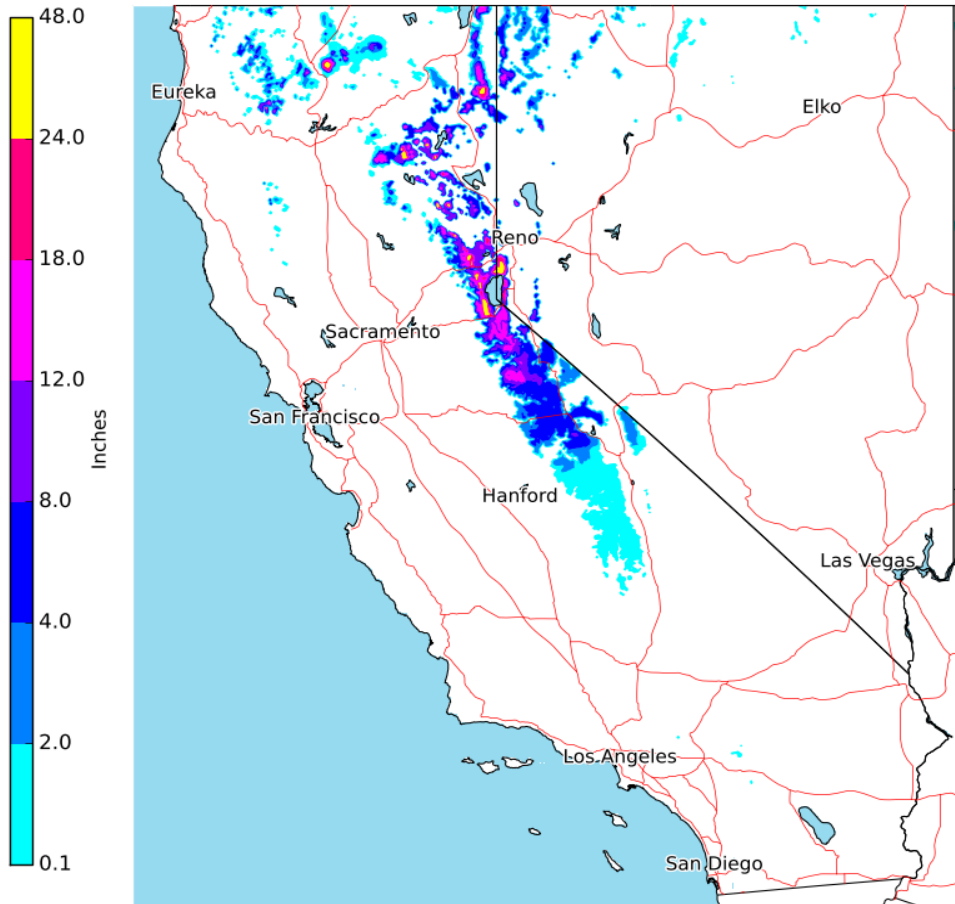 48.0
24.0
18.0
12.0
8.0
4.0
2.0
0.1
Inches
Eureka
Elko
Reno
Sacramento
San Francisco
Hanford
Las Vegas
Los Angeles
San Diego